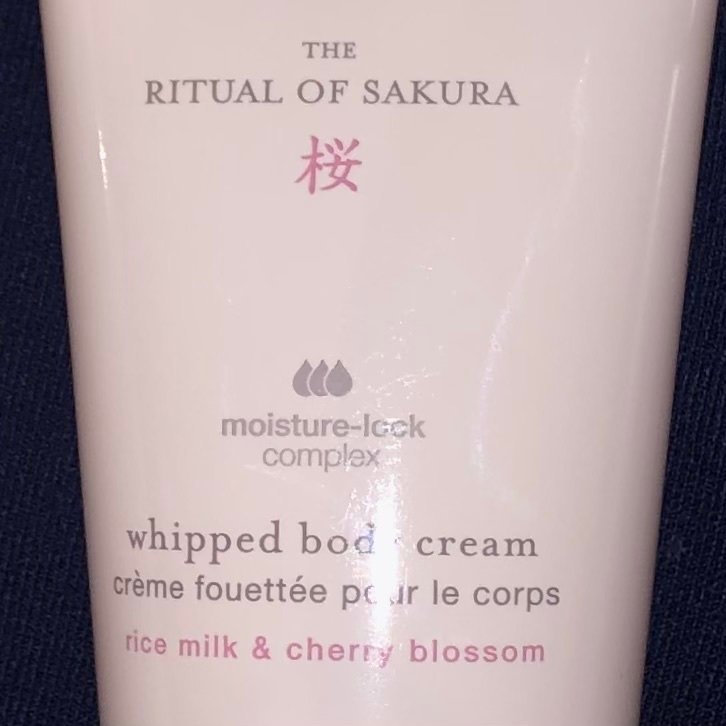 THE
RITUAL OF SAKURA
桜
moisture-lock
complex
whipped body cream
crème fouettée pour le corps
rice milk & cherry blossom